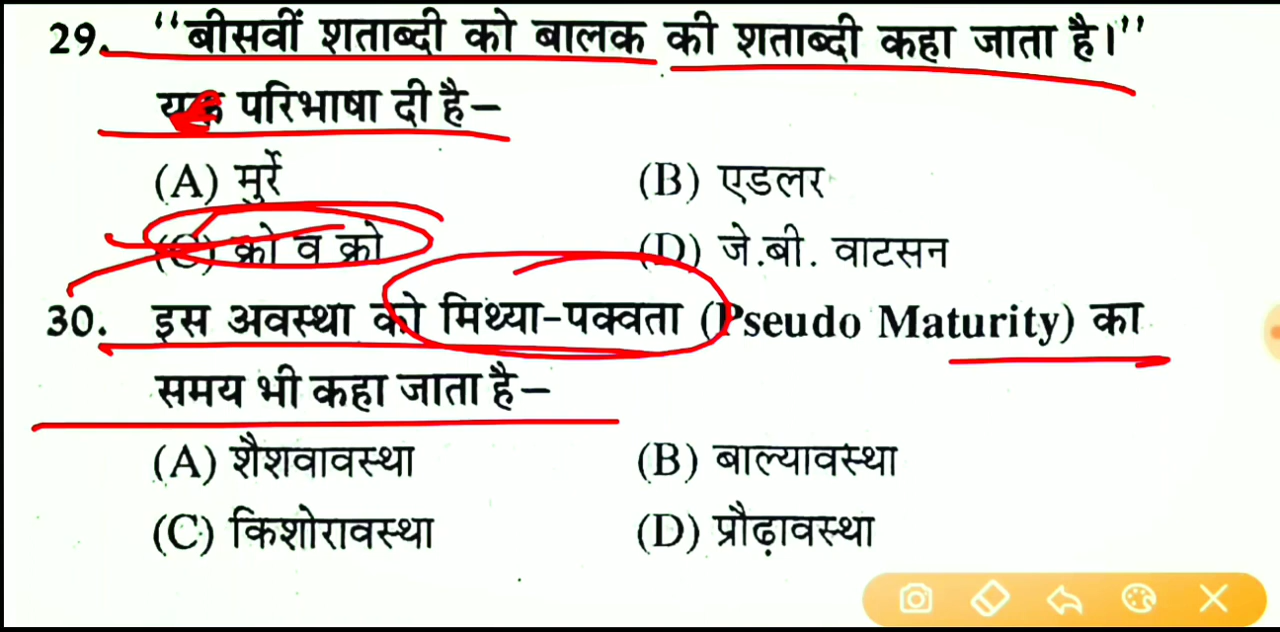 29. ‘‘बीसवीं शताब्दी को बालक की शताब्दी कहा जाता है।’’
परिभाषा दी है–
(A) मुर्रे (B) एडलर
(C) क्रो व क्रो (D) जे.बी. वाटसन
30. इस अवस्था को मिथ्या-पक्वता (Pseudo Maturity) का
समय भी कहा जाता है–
(A) शैशवावस्था (B) बाल्यावस्था
(C) किशोरावस्था (D) प्रौढ़ावस्था